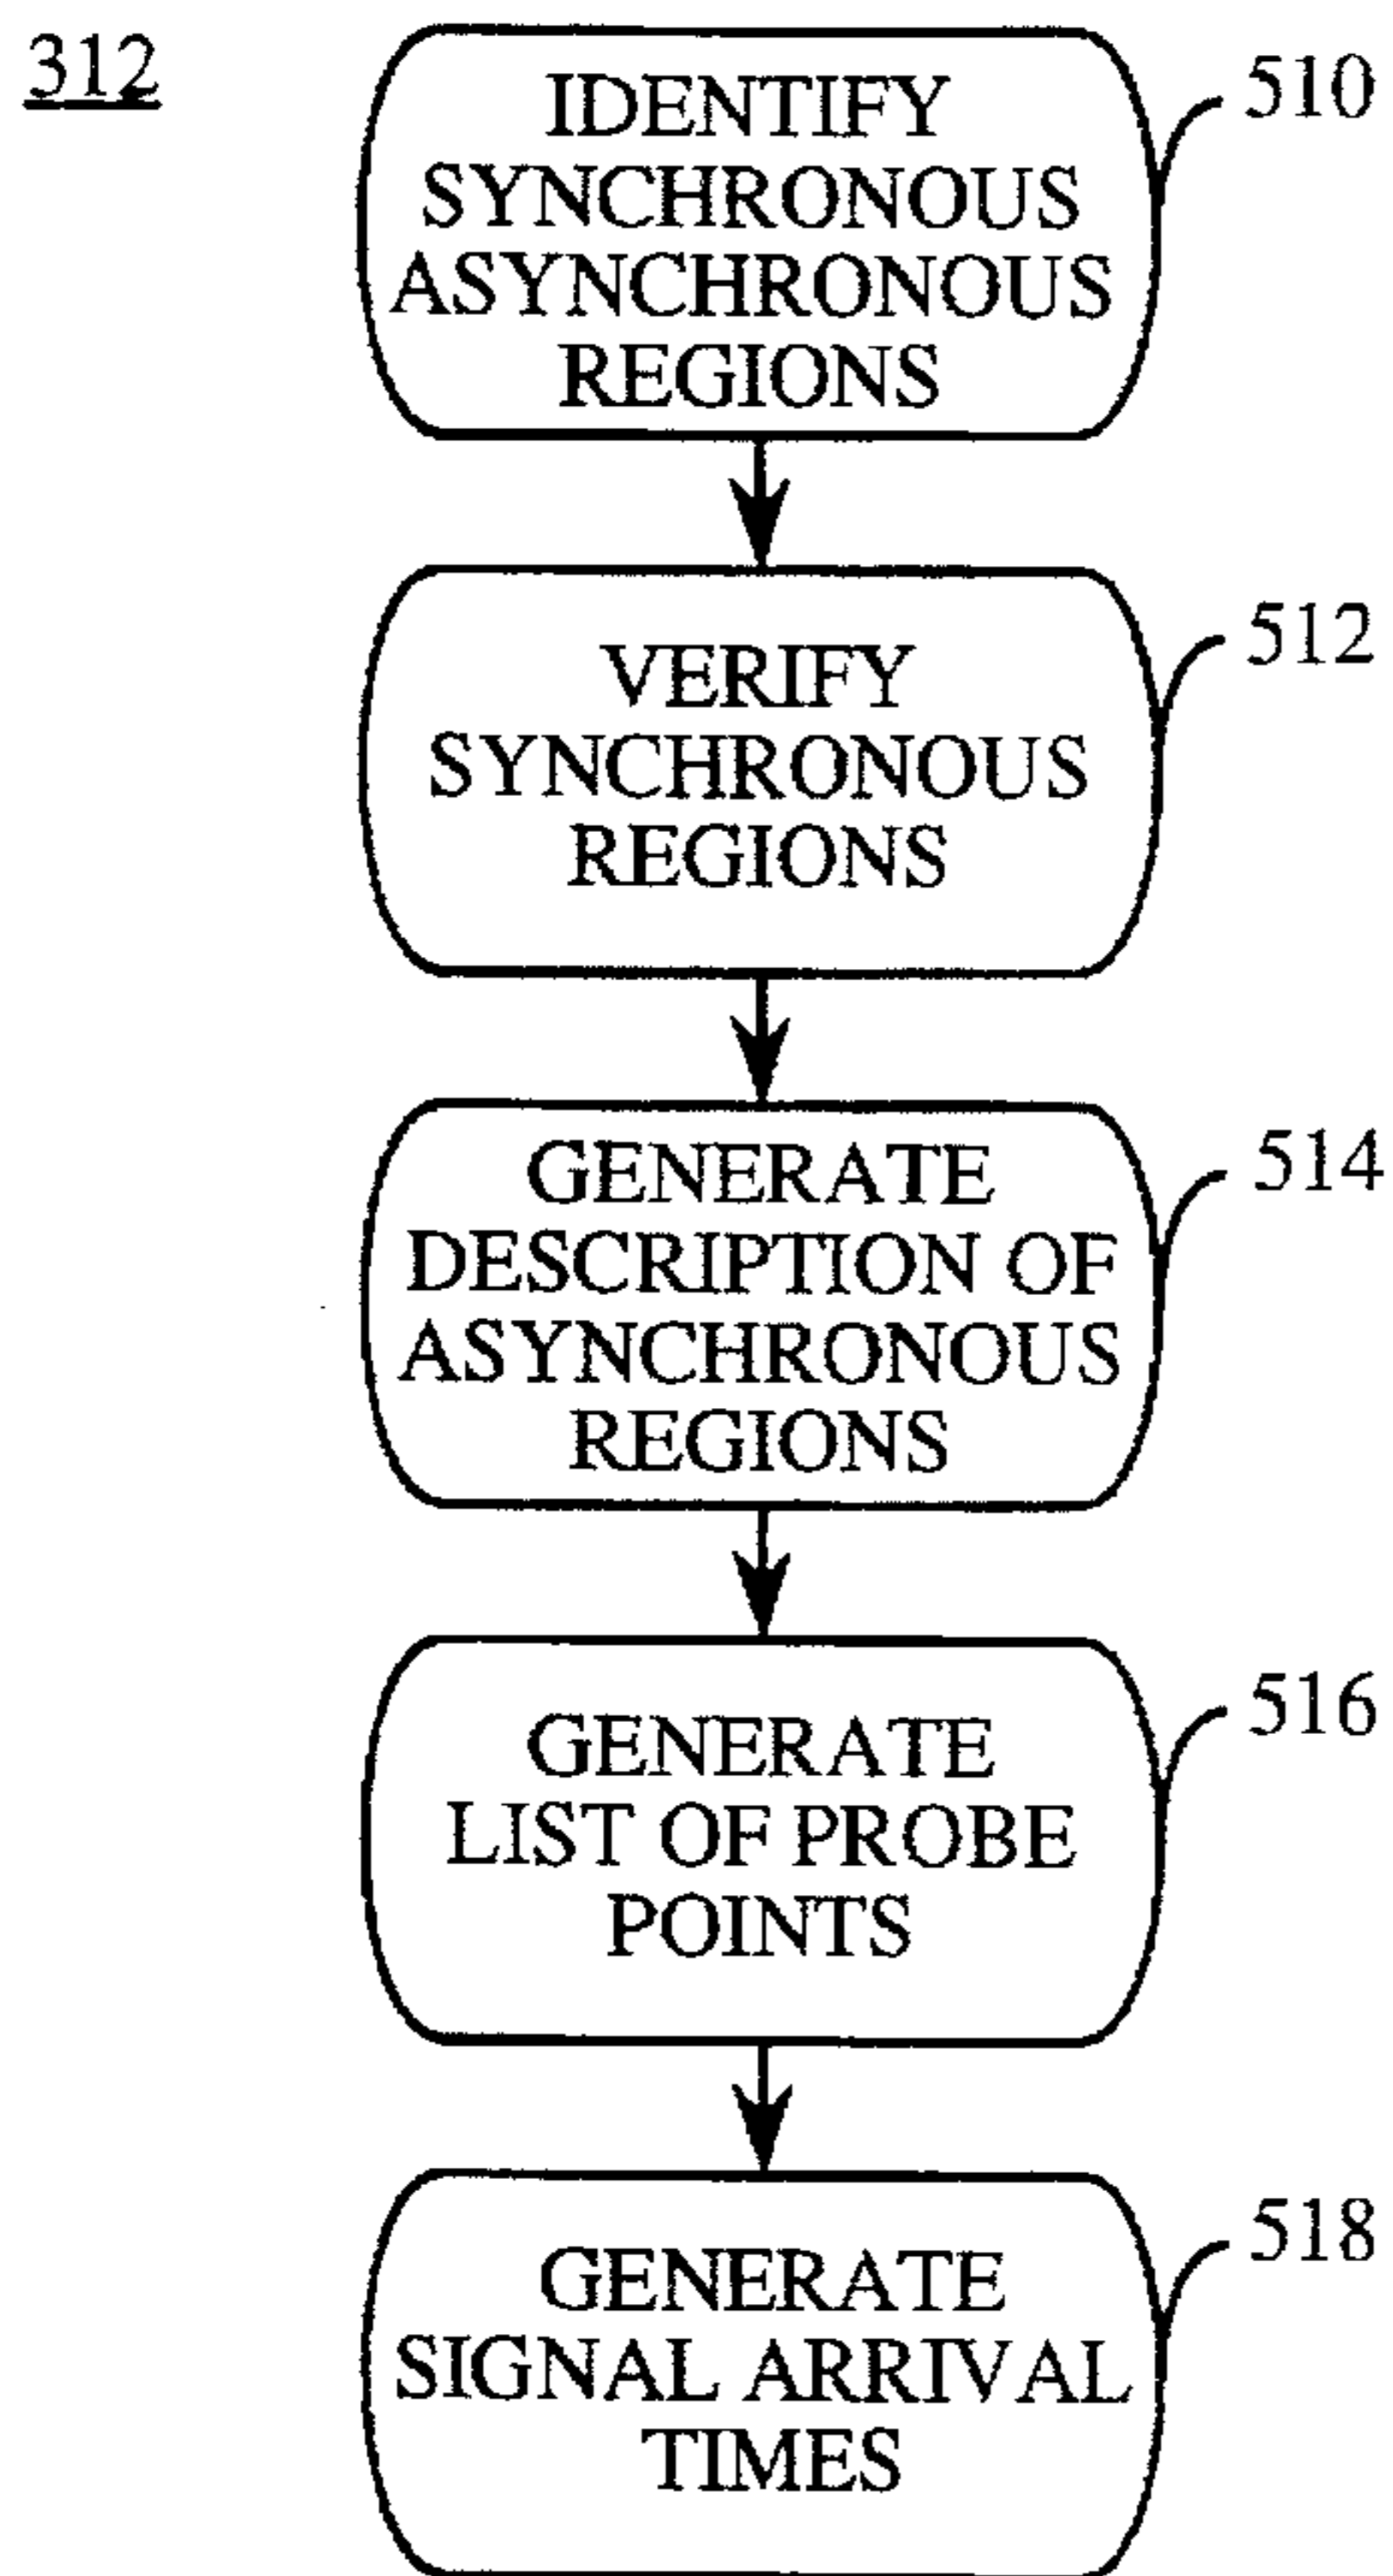 312
IDENTIFY
SYNCHRONOUS
ASYNCHRONOUS
REGIONS
510
VERIFY
SYNCHRONOUS
REGIONS
512
GENERATE
DESCRIPTION OF
ASYNCHRONOUS
REGIONS
514
GENERATE
LIST OF PROBE
POINTS
516
GENERATE
SIGNAL ARRIVAL
TIMES
518